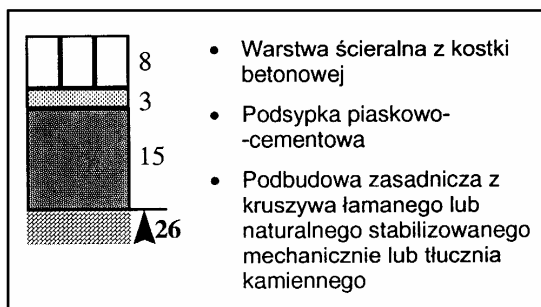 8
3
15
26
• Warstwa ścieralna z kostki
betonowej
• Podsypka piaskowo-
-cementowa
• Podbudowa zasadnicza z
kruszywa łamanego lub
naturalnego stabilizowanego
mechanicznie lub tłucznia
kamiennego